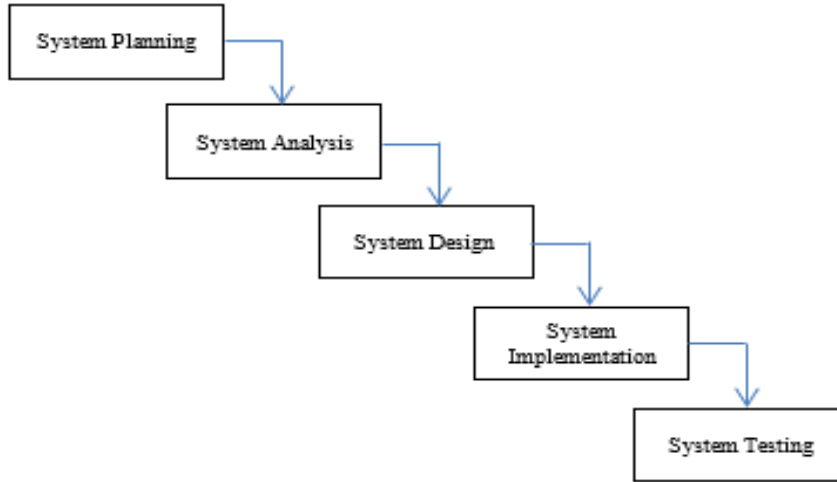 System Planning
System Analysis
System Design
System
Implementation
System Testing